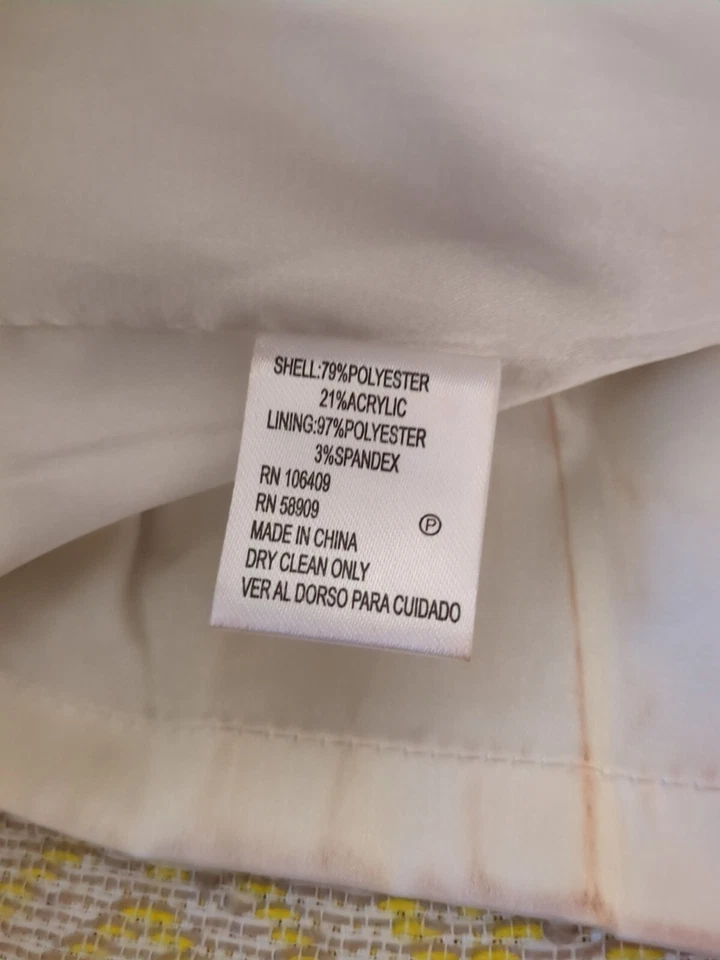 SHELL:79%POLYESTER
21%ACRYLIC
LINING:97%POLYESTER
3%SPANDEX
RN 106409
RN 58909
P
MADE IN CHINA
DRY CLEAN ONLY
VER AL DORSO PARA CUIDADO